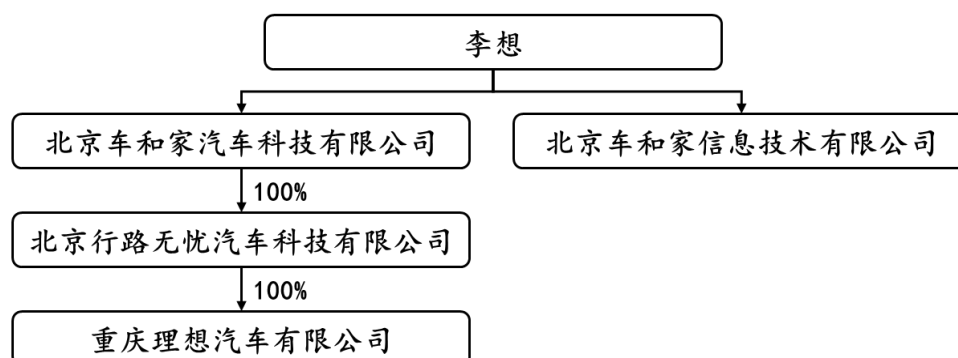 李想
北京车和家汽车科技有限公司
北京车和家信息技术有限公司
100%
北京行路无忧汽车科技有限公司
100%
重庆理想汽车有限公司